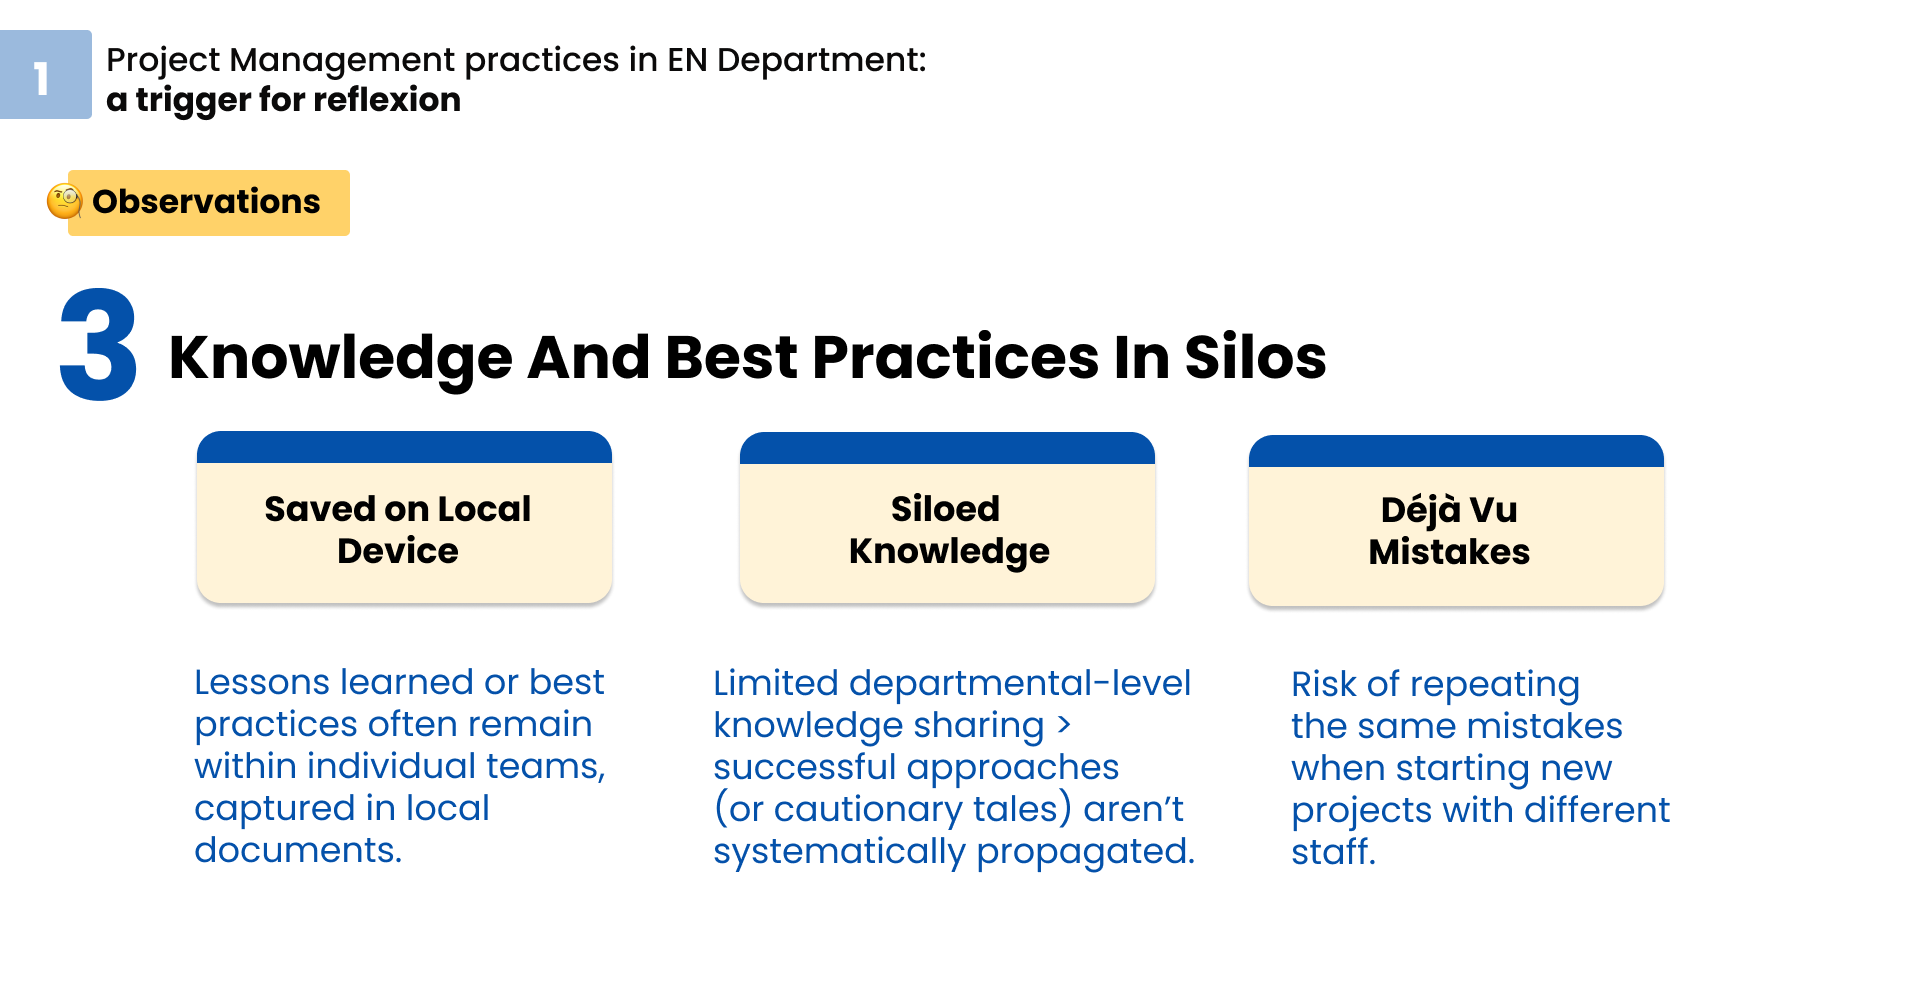 1
Project Management practices in EN Department:
a trigger for reflexion
Observations
3
Knowledge And Best Practices In Silos
Saved on Local
Device
Lessons learned or best
practices often remain
within individual teams,
captured in local
documents.
Siloed
Knowledge
Limited departmental-level
knowledge sharing >
successful approaches
(or cautionary tales) aren’t
systematically propagated.
Déjà Vu
Mistakes
Risk of repeating
the same mistakes
when starting new
projects with different
staff.